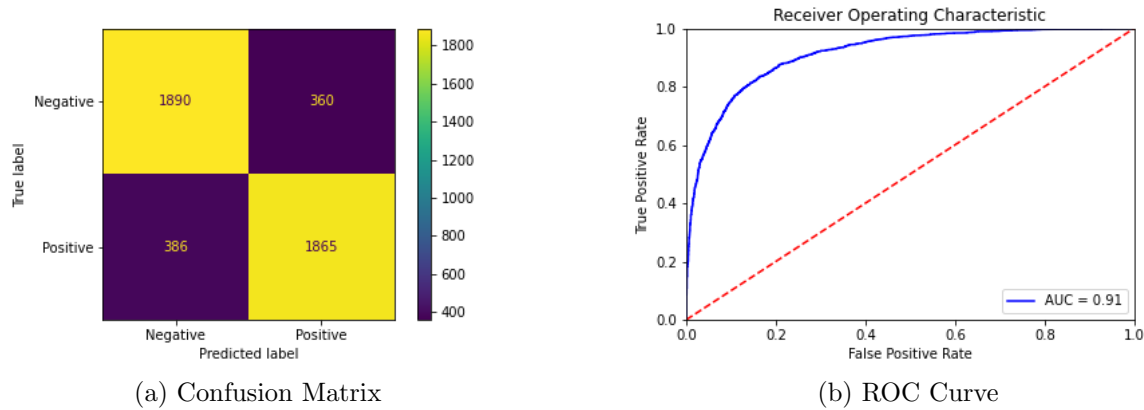 Negative
1890
360
Positive
386
1865
True label
Negative
Positive
Predicted label
1800
1600
1400
1200
1000
800
600
400
(a) Confusion Matrix
Receiver Operating Characteristic
1.0
0.8
0.6
0.4
0.2
0.0
True Positive Rate
AUC = 0.91
0.0
0.2
0.4
0.6
0.8
1.0
False Positive Rate
(b) ROC Curve